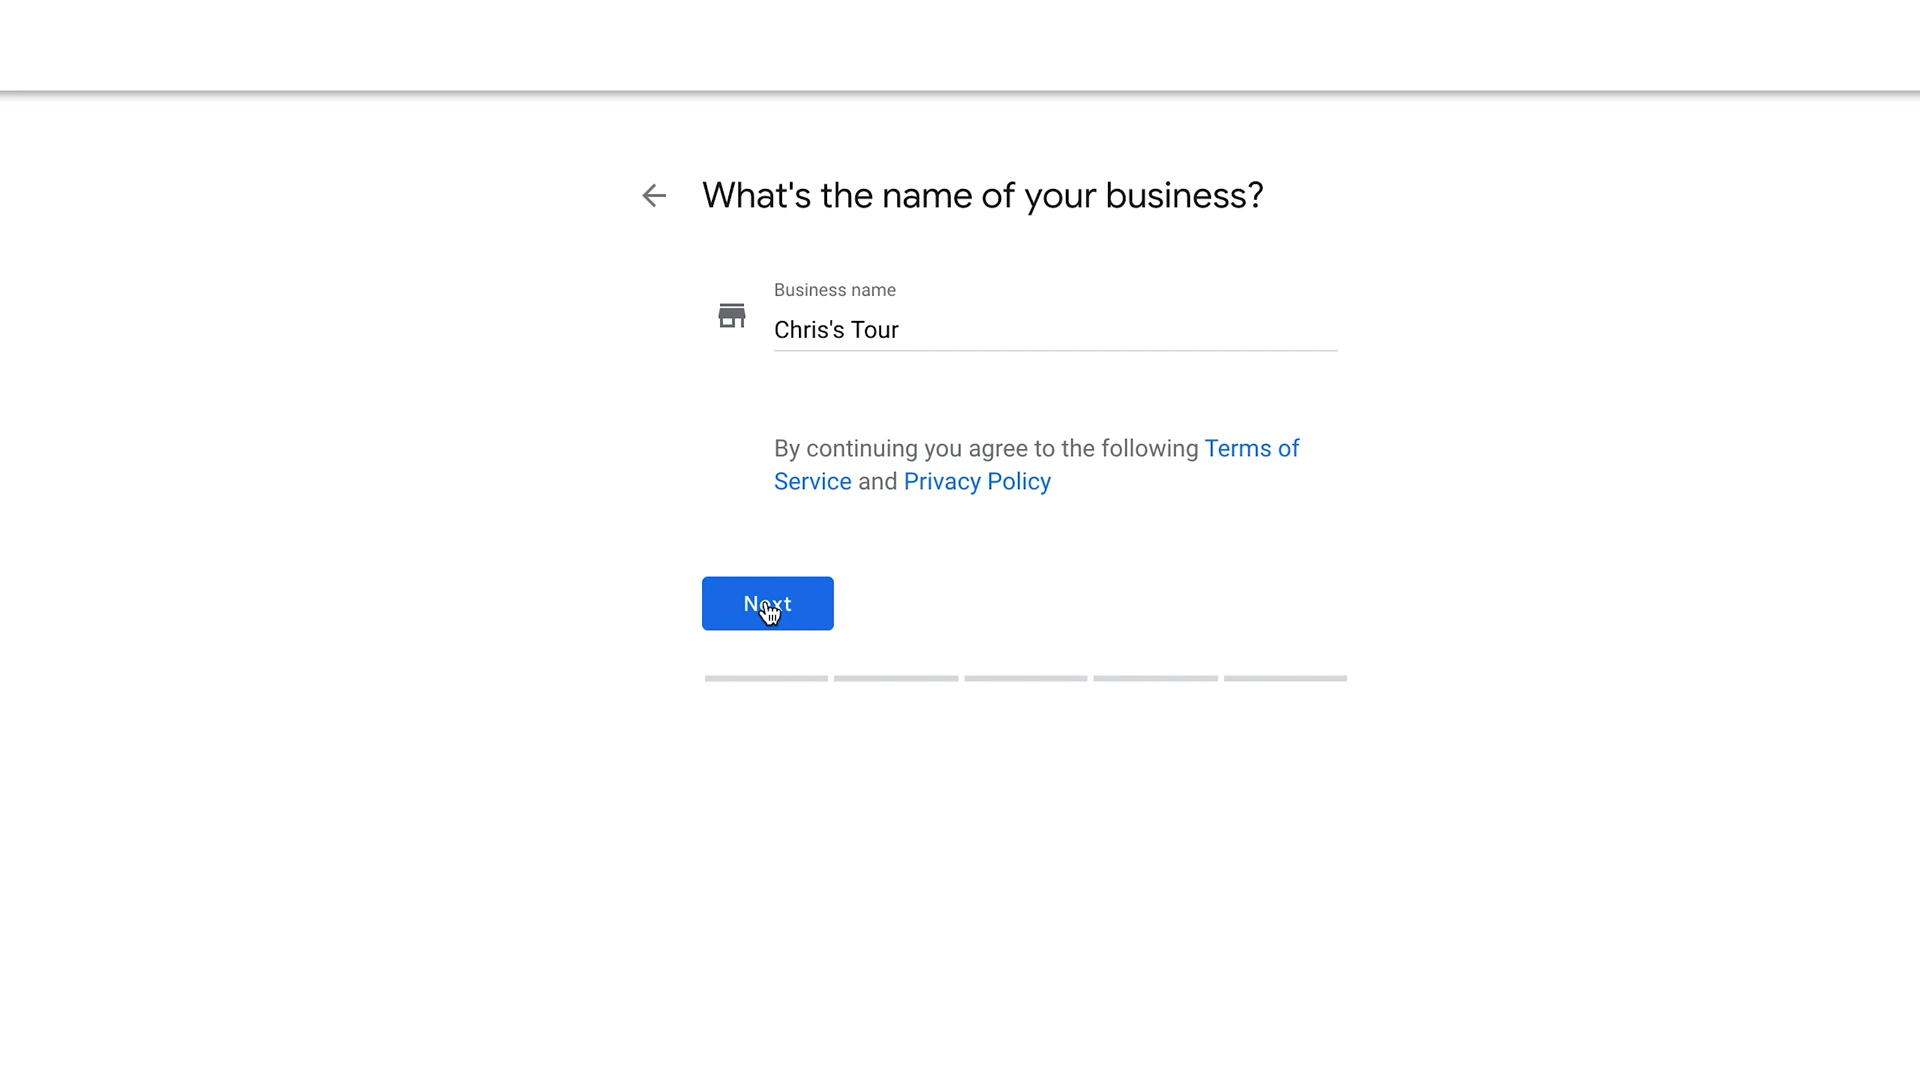 What's the name of your business?
Business name
Chris's Tour
By continuing you agree to the following Terms of
Service and Privacy Policy
Next